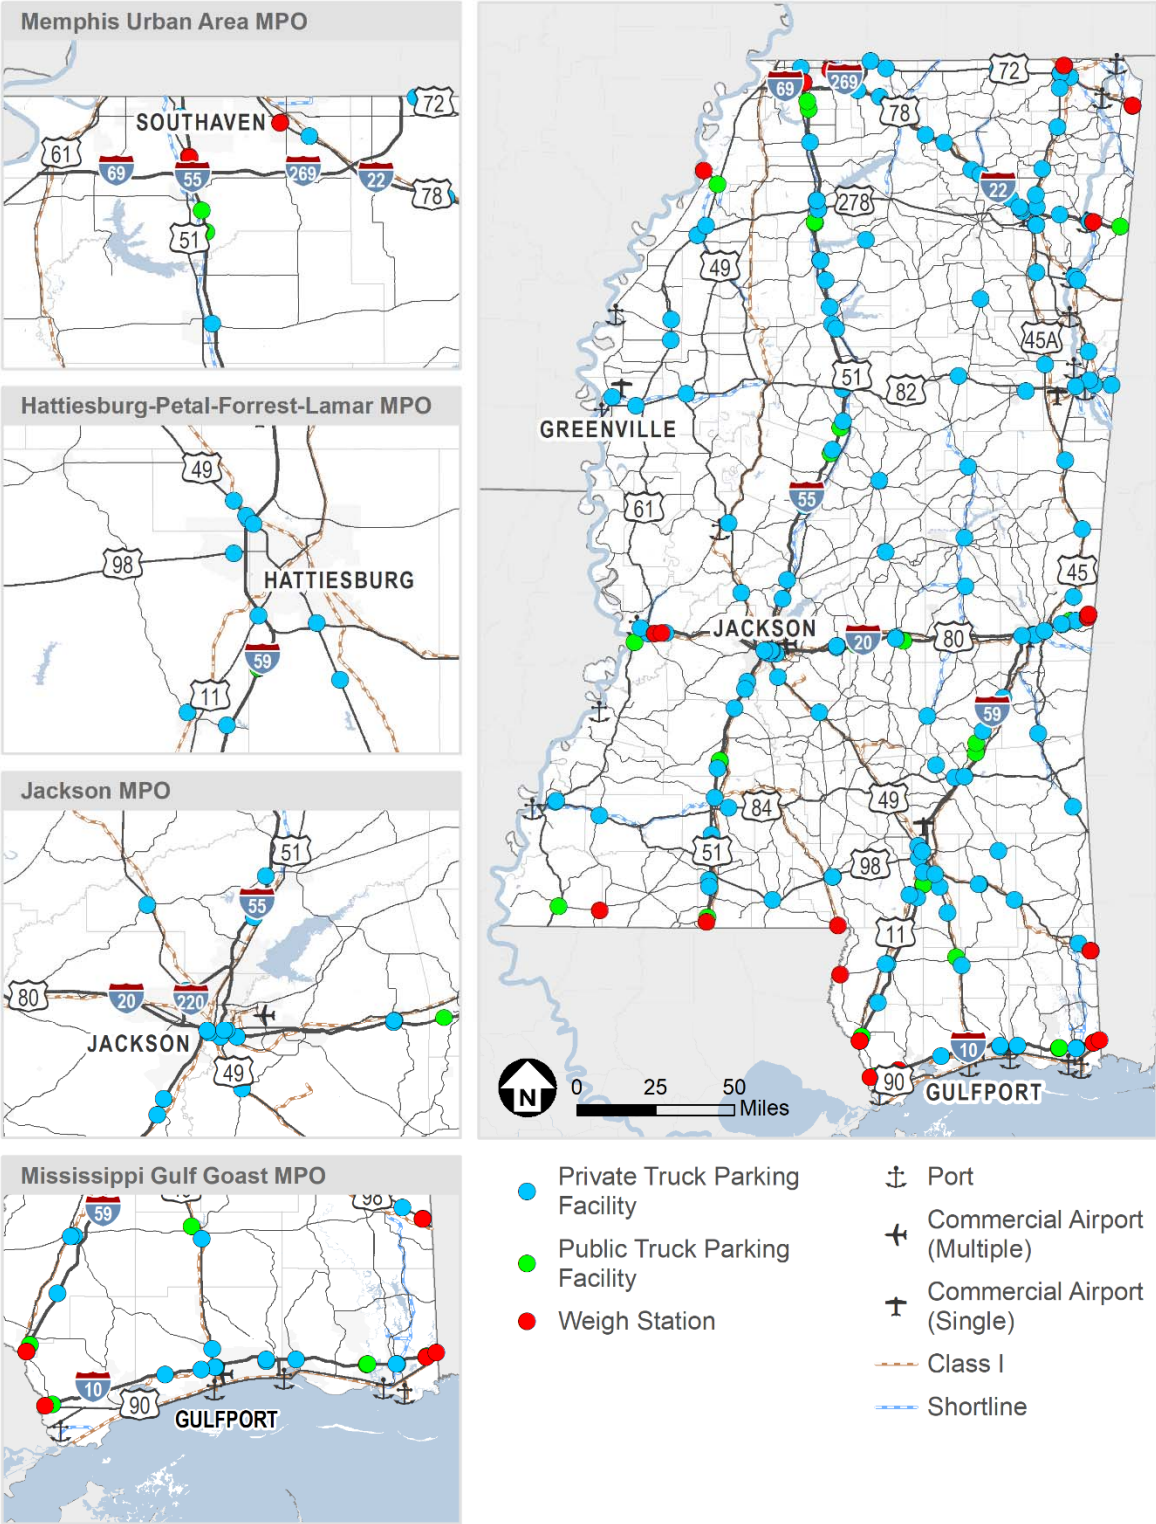 Memphis Urban Area MPO
72
SOUTHAVEN
61
69
55
269
22
78
51
Hattiesburg-Petal-Forrest-Lamar MPO
49
98
HATTIESBURG
59
11
Jackson MPO
51
55
80
20
220
JACKSON
49
Mississippi Gulf Goast MPO
59
98
10
90
GULFPORT
72
69
269
78
22
278
49
45A
51
82
GREENVILLE
55
61
45
JACKSON
20
80
59
84
49
51
98
11
10
90
GULFPORT
N
0 25 50
Miles
Private Truck Parking
Facility
Public Truck Parking
Facility
Weigh Station
Port
Commercial Airport
(Multiple)
Commercial Airport
(Single)
Class I
Shortline